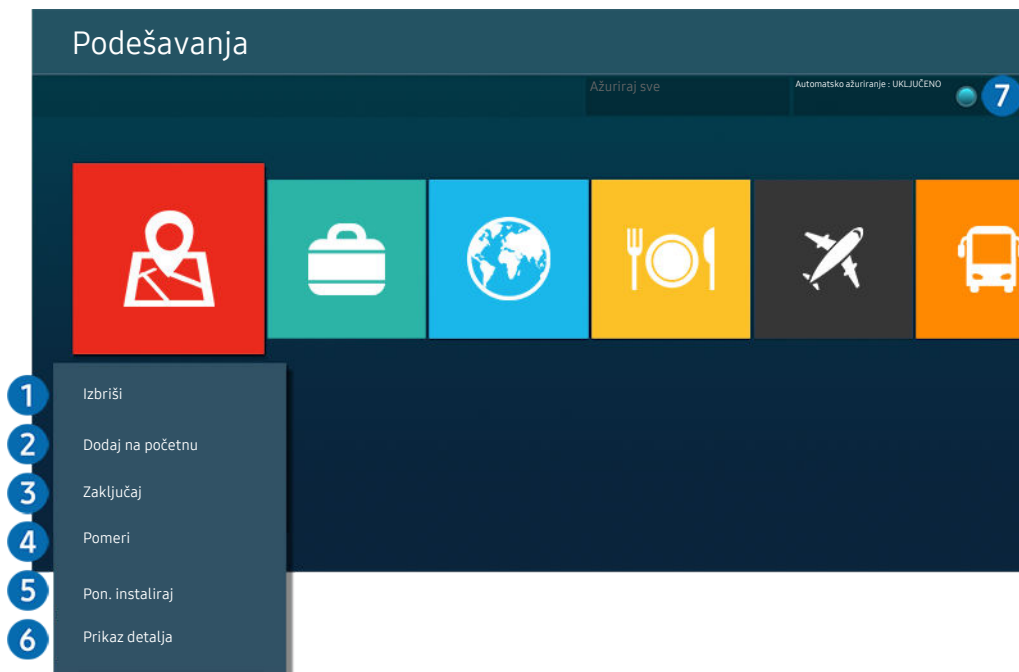 Podešavanja
Ažuriraj sve
Automatsko ažuriranje : UKLJUČENO
7
1 Izbriši
2 Dodaj na početnu
3 Zaključaj
4 Pomeri
5 Pon. instaliraj
6 Prikaz detalja